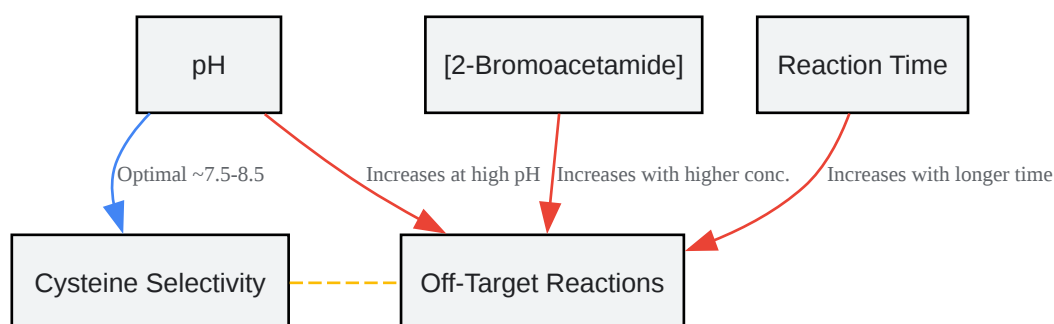 pH
[2-Bromoacetamide]
Reaction Time
Optimal ~7.5-8.5
Increases at high pH
Increases with higher conc.
Increases with longer time
Cysteine Selectivity
Off-Target Reactions